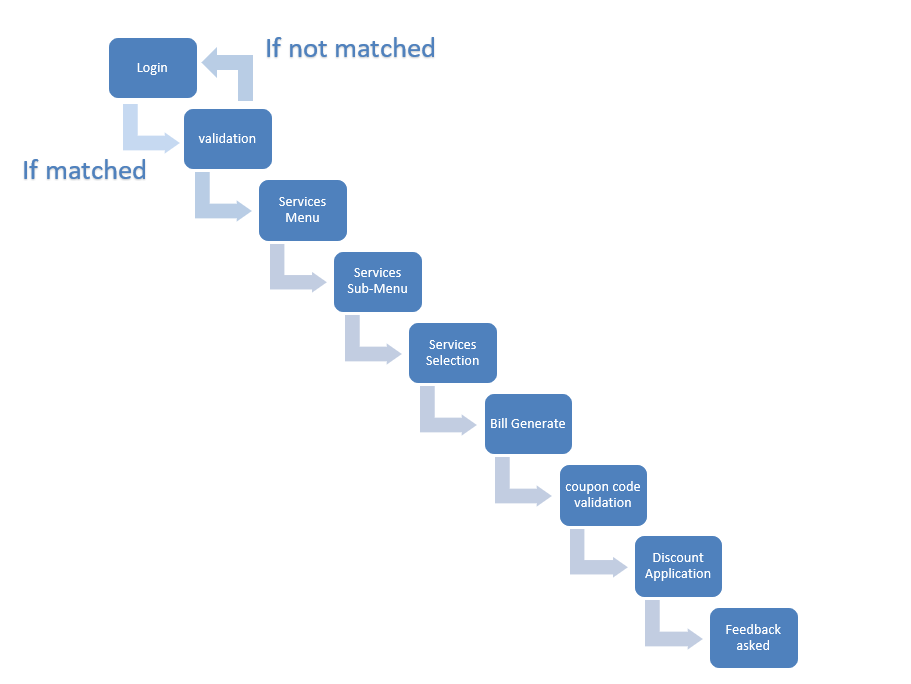 If not matched
Login
validation
If matched
Services
Menu
Services
Sub-Menu
Services
Selection
Bill Generate
coupon code
validation
Discount
Application
Feedback
asked